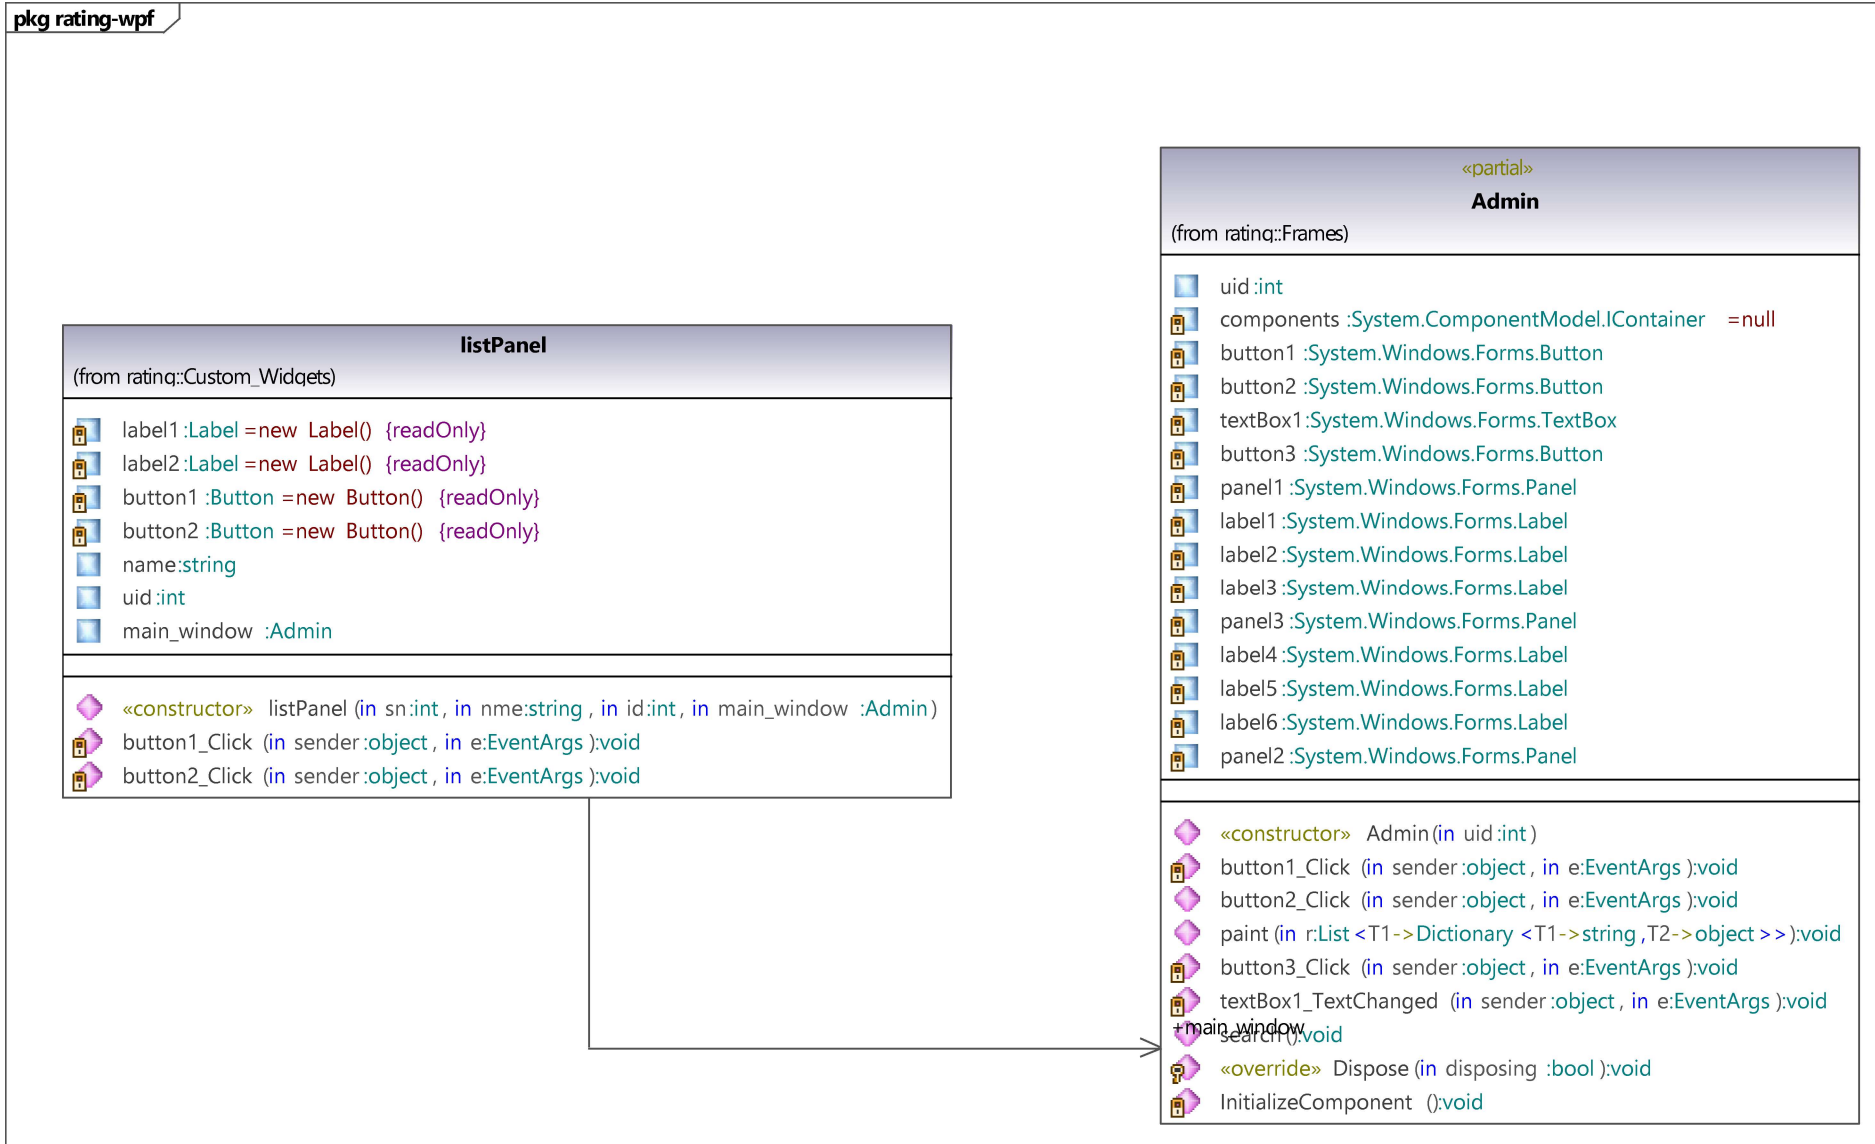 pkg rating-wpf
listPanel
(from rating::Custom_Widgets)
label1:Label =new Label() {readOnly}
label2:Label =new Label() {readOnly}
button1 :Button =new Button() {readOnly}
button2 :Button =new Button() {readOnly}
name:string
uid:int
main_window :Admin
«constructor» listPanel (in sn:int, in nme:string, in id:int, in main_window :Admin)
button1_Click (in sender:object, in e:EventArgs ):void
button2_Click (in sender:object, in e:EventArgs ):void
«partial»
Admin
(from rating::Frames)
uid:int
components :System.ComponentModel.IContainer =null
button1 :System.Windows.Forms.Button
button2 :System.Windows.Forms.Button
textBox1:System.Windows.Forms.TextBox
button3 :System.Windows.Forms.Button
panel1:System.Windows.Forms.Panel
label1:System.Windows.Forms.Label
label2:System.Windows.Forms.Label
label3:System.Windows.Forms.Label
panel3:System.Windows.Forms.Panel
label4:System.Windows.Forms.Label
label5:System.Windows.Forms.Label
label6:System.Windows.Forms.Label
panel2:System.Windows.Forms.Panel
«constructor» Admin(in uid:int)
button1_Click (in sender:object, in e:EventArgs ):void
button2_Click (in sender:object, in e:EventArgs ):void
paint (in r:List<T1->Dictionary <T1->string,T2->object>>):void
button3_Click (in sender:object, in e:EventArgs ):void
textBox1_TextChanged (in sender:object, in e:EventArgs ):void
+main_window
search():void
«override» Dispose (in disposing :bool):void
InitializeComponent ():void